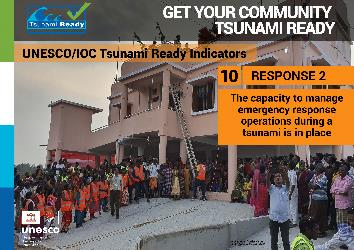 GET YOUR COMMUNITY
TSUNAMI READY
Tsunami Ready
UNESCO/IOC Tsunami Ready Indicators
10 RESPONSE 2
The capacity to manage
emergency response
operations during a
tsunami is in place
unesco